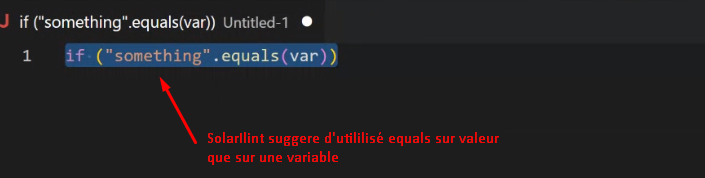 J if ("something".equals(var)) Untitled-1 ●
1 if ("something".equals(var))
Solarllint suggere d'utililisé equals sur valeur
que sur une variable